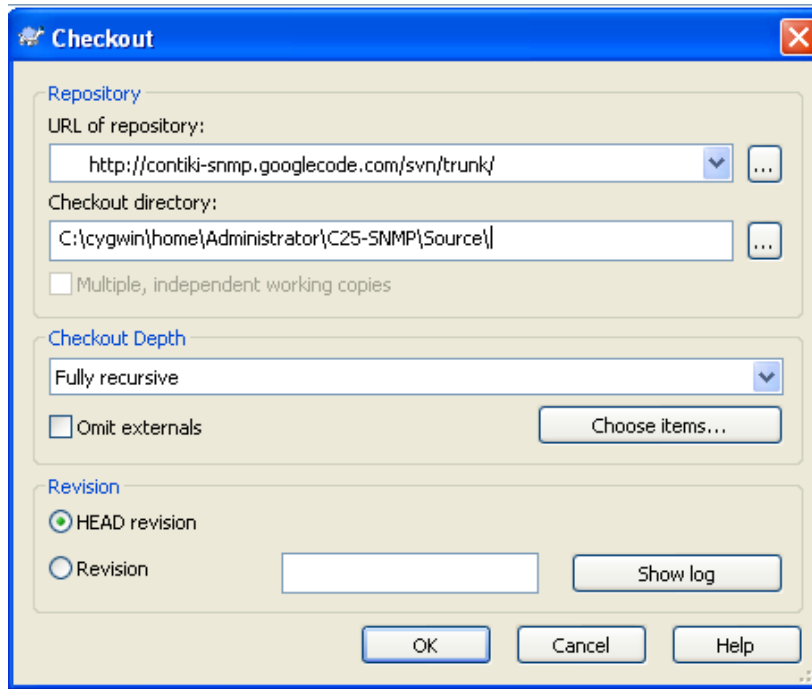 Checkout
Repository
URL of repository:
http://contiki-snmp.googlecode.com/svn/trunk/
...
Checkout directory:
C:\cygwin\home\Administrator\C25-SNMP\Source\
...
Multiple, independent working copies
Checkout Depth
Fully recursive
Omit externals
Choose items...
Revision
HEAD revision
Revision
Show log
OK Cancel Help